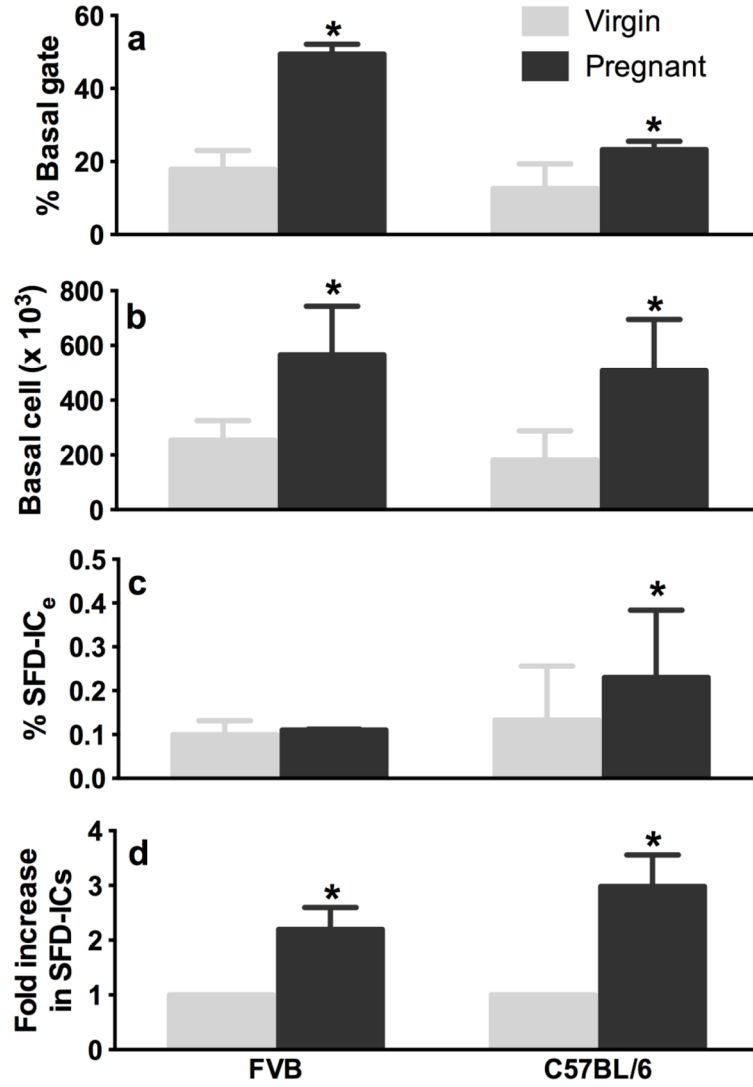 Virgin
Pregnant
a
% Basal gate
60
40
20
0
*
*
b
Basal cell (x 10³)
800
600
400
200
0
*
*
c
% SFD-ICₑ
0.5
0.4
0.3
0.2
0.1
0.0
*
d
Fold increase
in SFD-ICs
4
3
2
1
0
*
*
FVB
C57BL/6